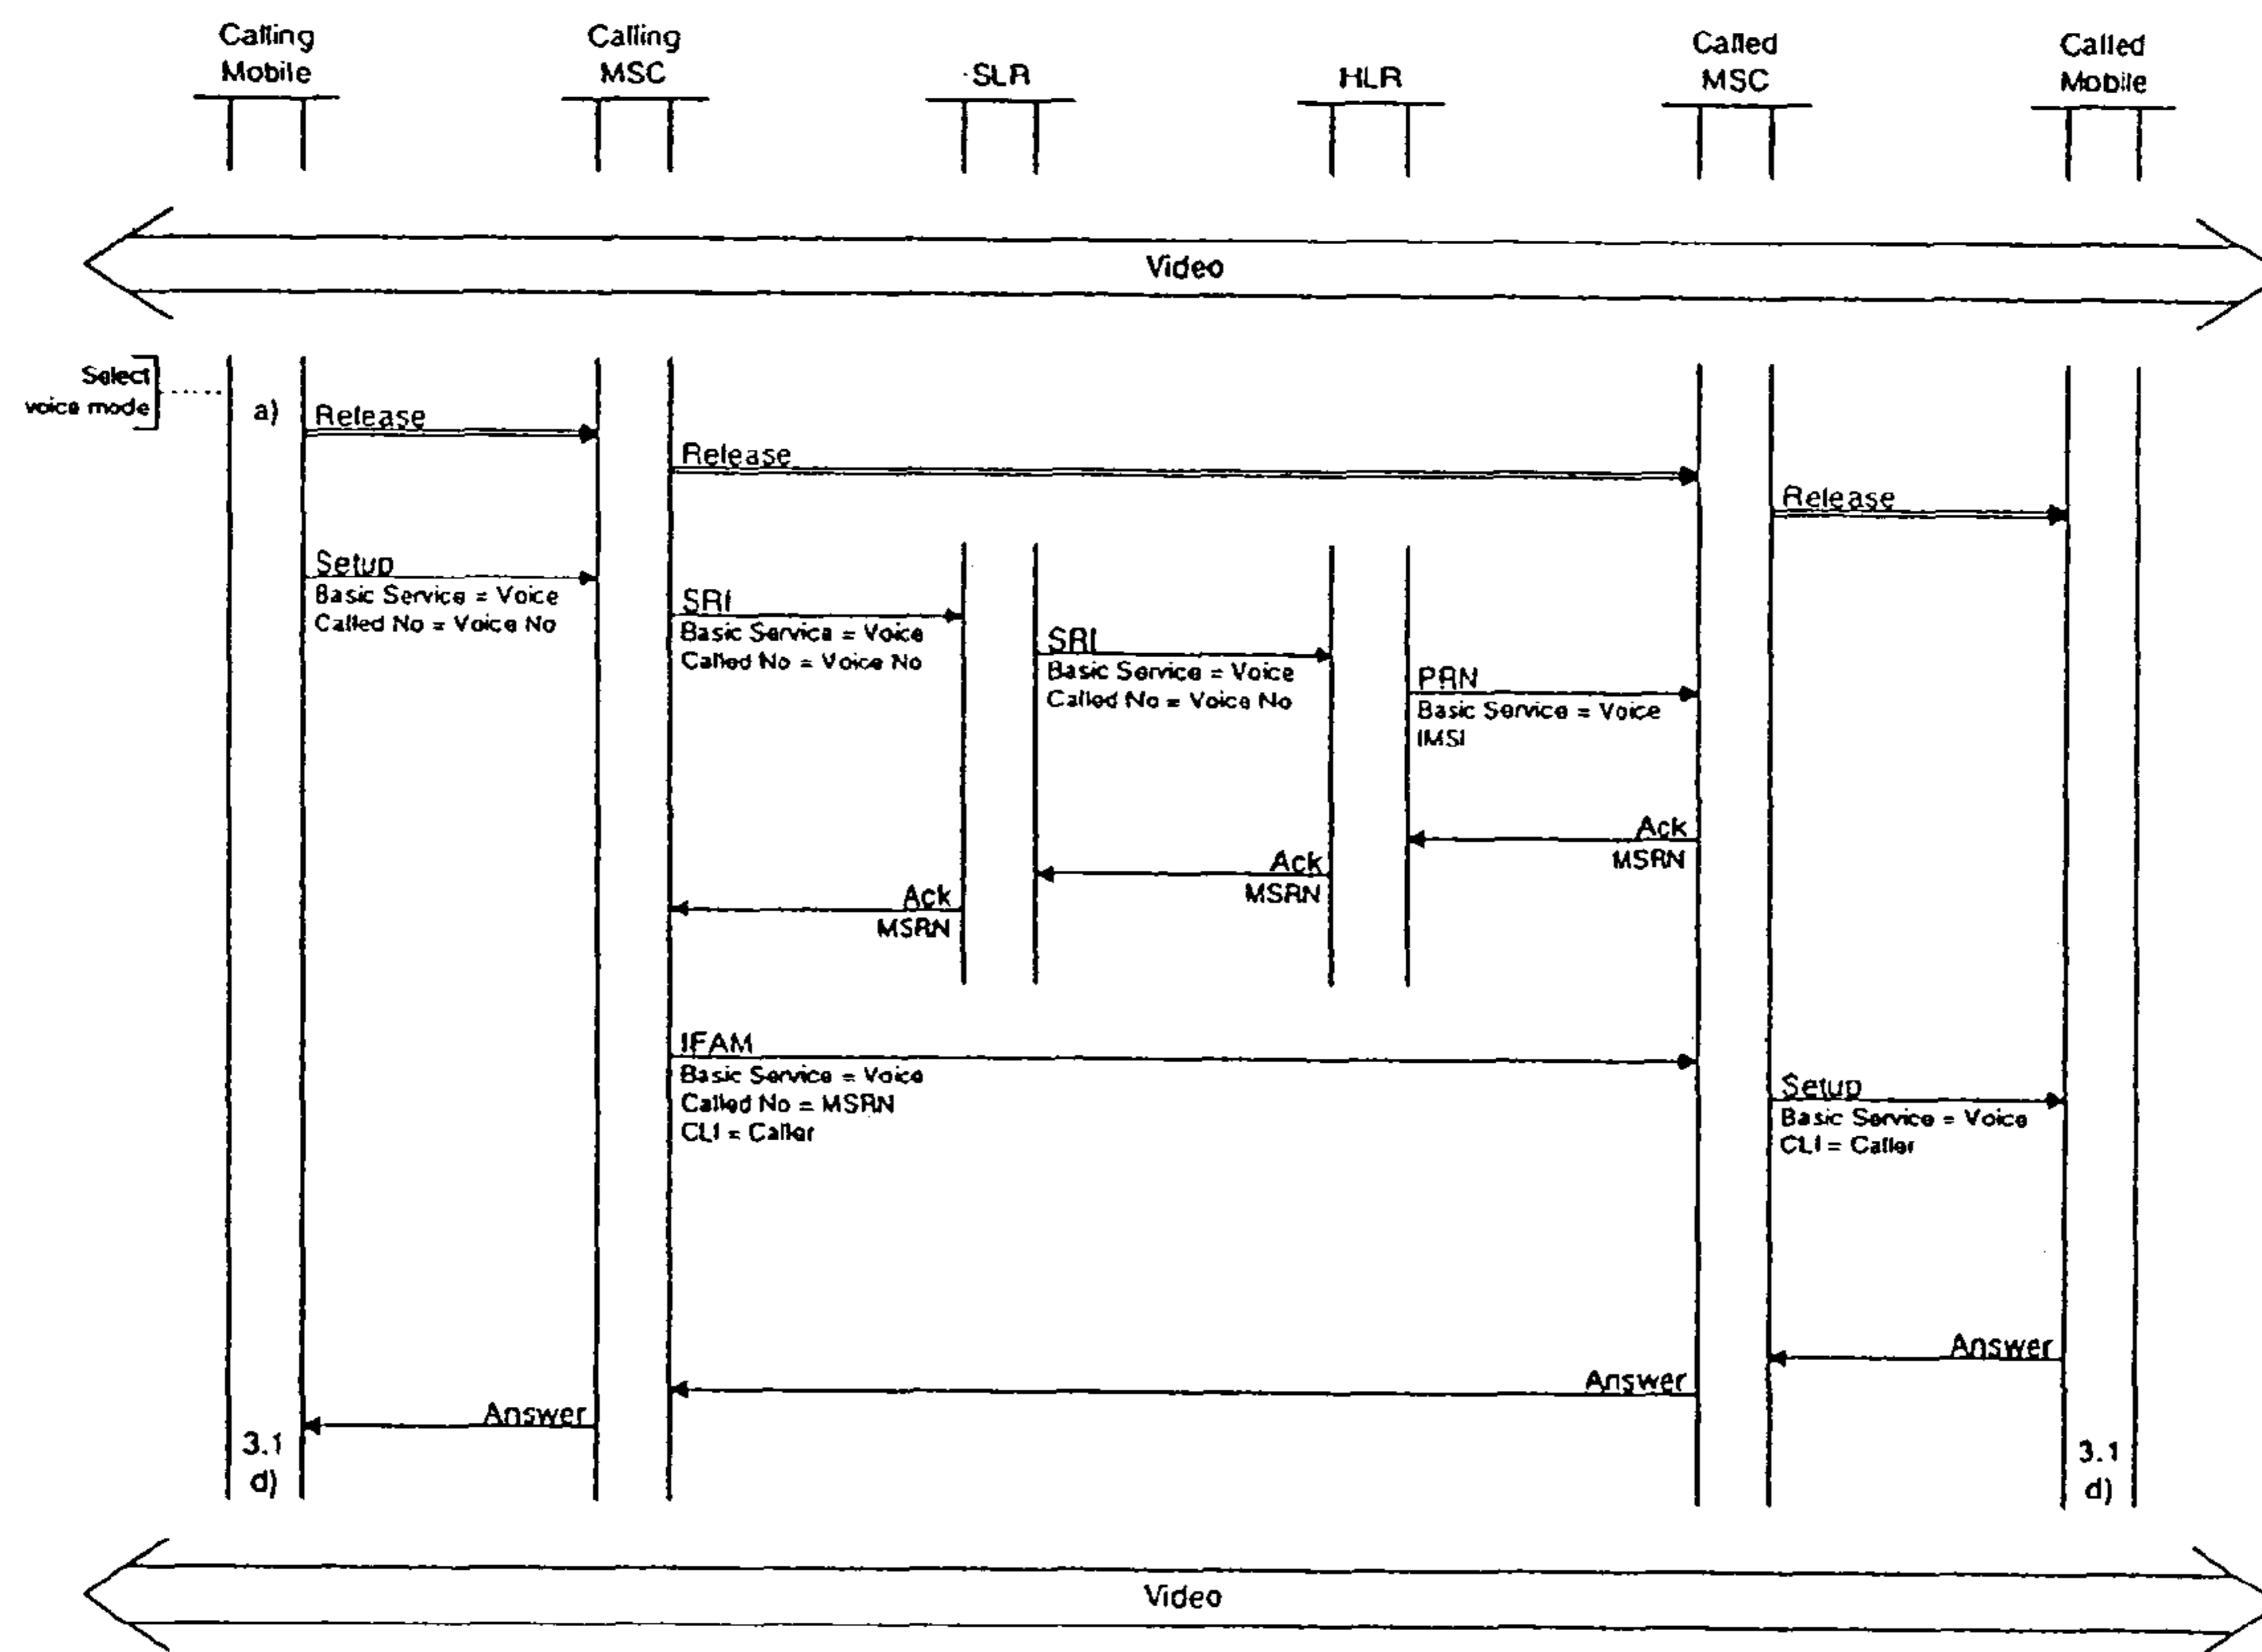 Calling
Mobile
Calling
MSC
SLR
HLR
Called
MSC
Called
Mobile
Video
Select
voice mode
a)
Release
Release
Release
Setup
Basic Service = Voice
Called No = Voice No
SRI
Basic Service = Voice
Called No = Voice No
SRI
Basic Service = Voice
Called No = Voice No
PRN
Basic Service = Voice
IMSI
Ack
MSRN
Ack
MSRN
Ack
MSRN
IFAM
Basic Service = Voice
Called No = MSRN
CLI = Caller
Setup
Basic Service = Voice
CLI = Caller
Answer
Answer
Answer
3.1
d)
3.1
d)
Video